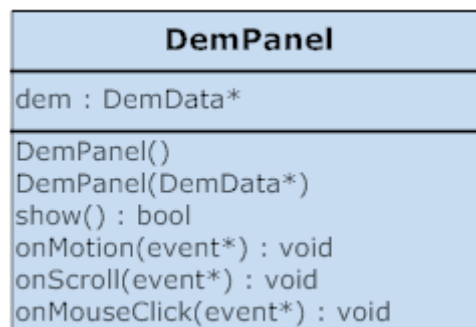 DemPanel
dem : DemData*
DemPanel()
DemPanel(DemData*)
show() : bool
onMotion(event*) : void
onScroll(event*) : void
onMouseClick(event*) : void